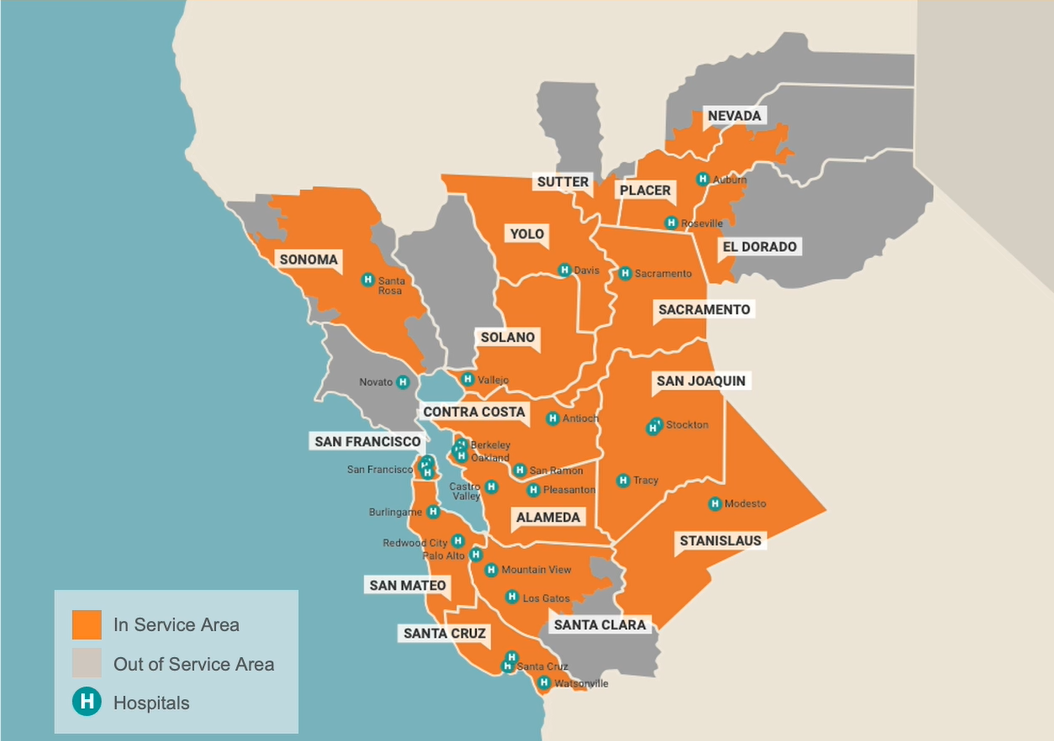 NEVADA
SUTTER
PLACER
Auburn
Roseville
YOLO
EL DORADO
SONOMA
Davis
Sacramento
Santa
Rosa
SACRAMENTO
SOLANO
Novato
Vallejo
SAN JOAQUIN
CONTRA COSTA
Antioch
Stockton
SAN FRANCISCO
Berkeley
Oakland
San Francisco
San Ramon
Castro
Valley
Pleasanton
Tracy
Modesto
Burlingame
ALAMEDA
STANISLAUS
Redwood City
Palo Alto
Mountain View
SAN MATEO
Los Gatos
SANTA CLARA
SANTA CRUZ
Santa Cruz
Watsonville
In Service Area
Out of Service Area
H Hospitals